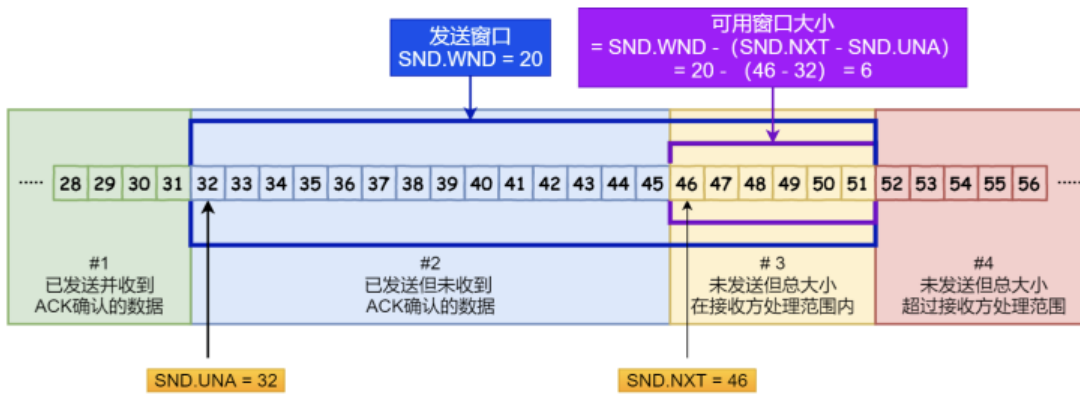 发送窗口
SND.WND = 20
可用窗口大小
= SND.WND -（SND.NXT - SND.UNA）
= 20 -（46 - 32）= 6
..... 28 29 30 31 32 33 34 35 36 37 38 39 40 41 42 43 44 45 46 47 48 49 50 51 52 53 54 55 56 .....
#1
已发送并收到
ACK确认的数据
#2
已发送但未收到
ACK确认的数据
# 3
未发送但总大小
在接收方处理范围内
#4
未发送但总大小
超过接收方处理范围
SND.UNA = 32
SND.NXT = 46